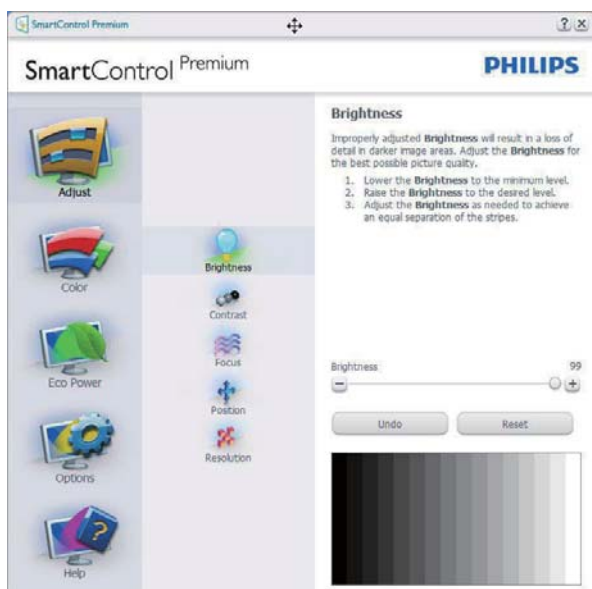 SmartControl Premium
? x
SmartControl Premium
PHILIPS
Adjust
Color
Eco Power
Options
Help
Brightness
Contrast
Focus
Position
Resolution
Brightness
Improperly adjusted Brightness will result in a loss of
detail in darker image areas. Adjust the Brightness for
the best possible picture quality.
1. Lower the Brightness to the minimum level.
2. Raise the Brightness to the desired level.
3. Adjust the Brightness as needed to achieve
an equal separation of the stripes.
Brightness 99
Undo Reset